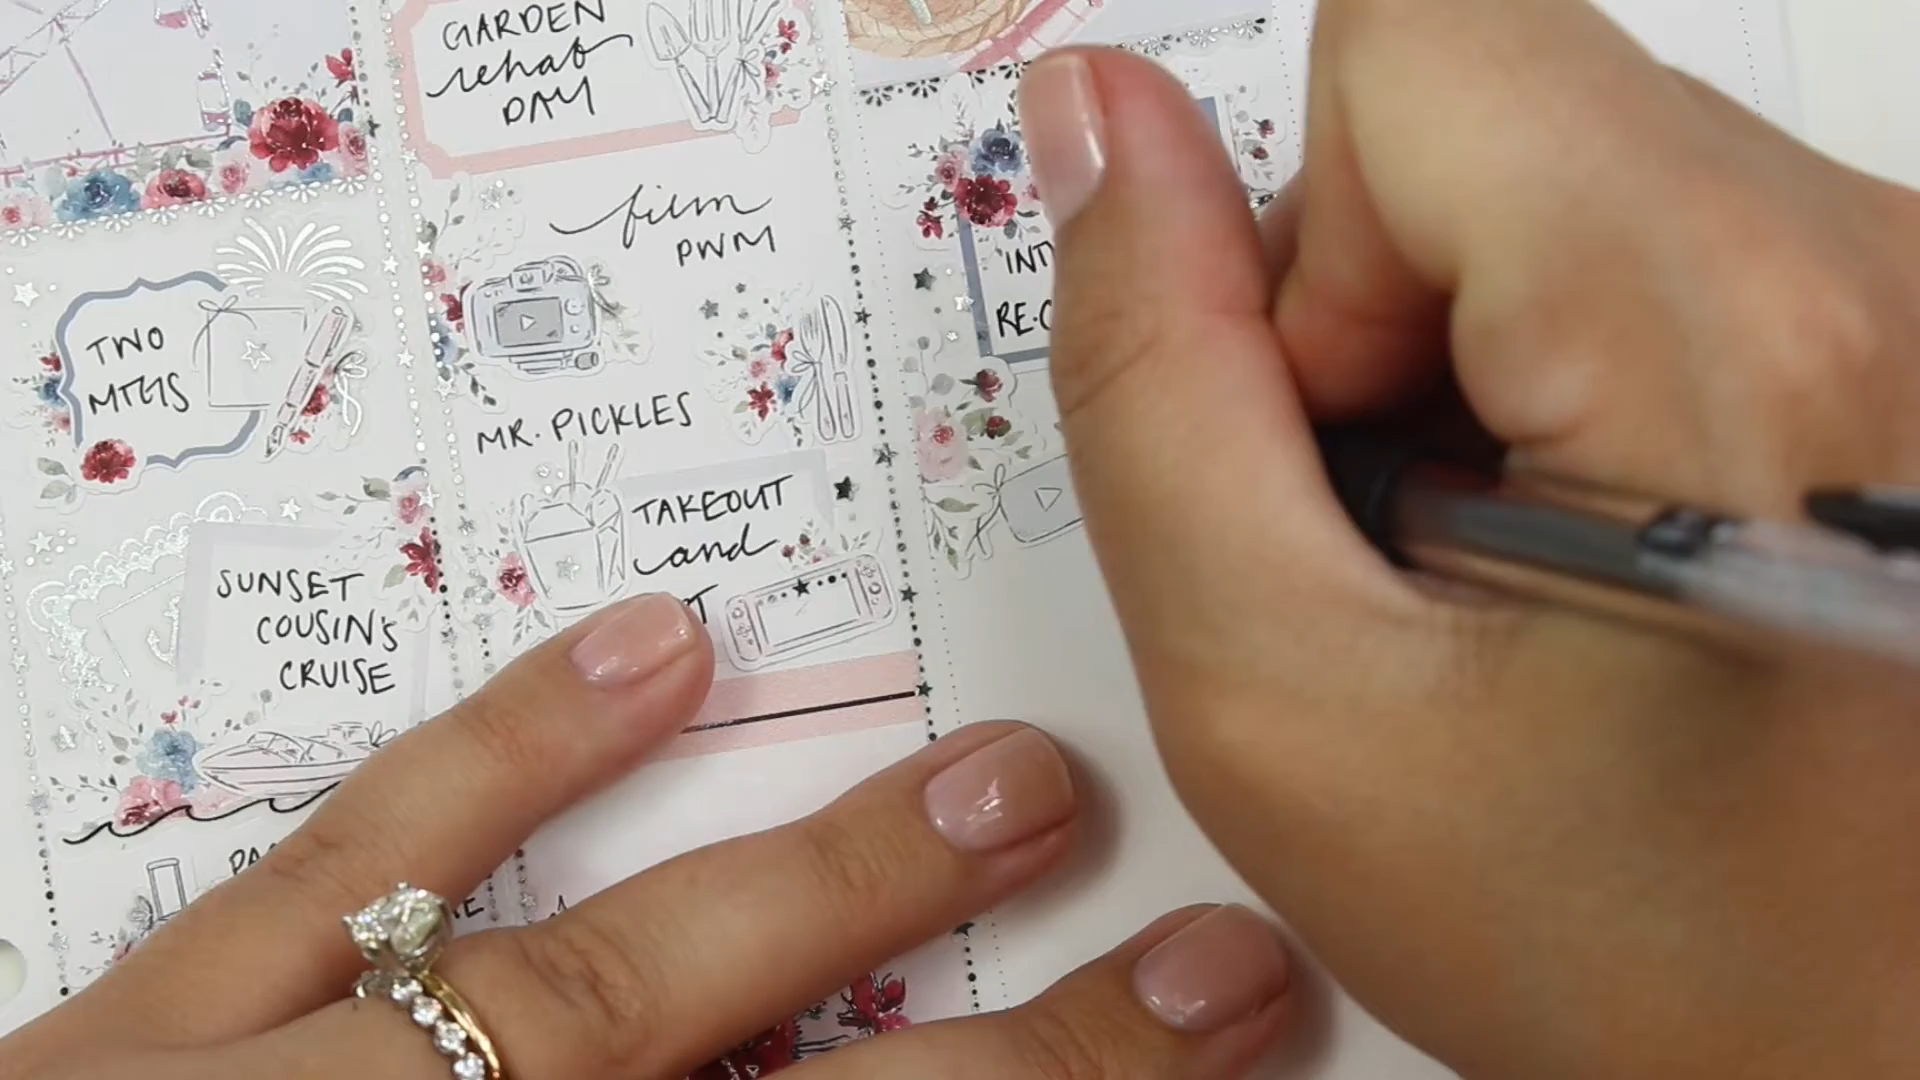 GARDEN
rehab
DAY
film
PWM
TWO
MTGS
MR. PICKLES
TAKEOUT
and
SUNSET
COUSIN'S
CRUISE